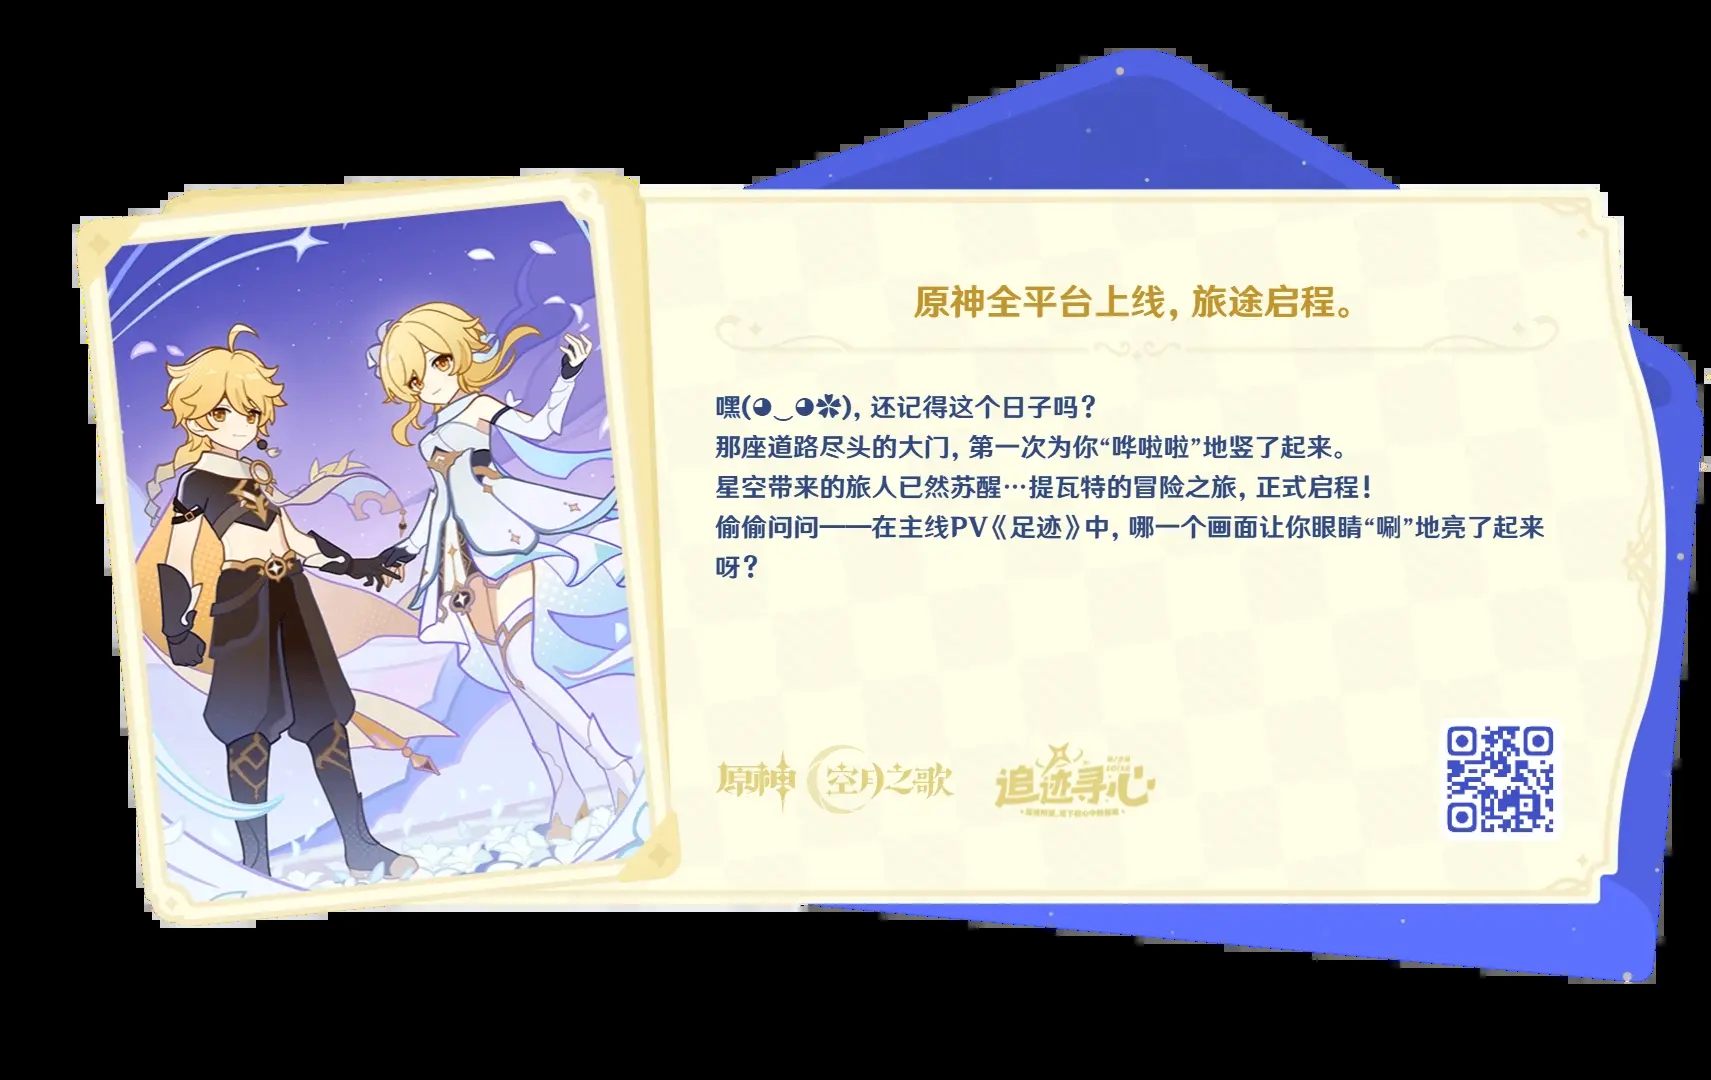 原神全平台上线，旅途启程。
嘿(◕‿◕✿)，还记得这个日子吗？
那座道路尽头的大门，第一次为你“哗啦啦”地竖了起来。
星空带来的旅人已然苏醒…提瓦特的冒险之旅，正式启程！
偷偷问问——在主线PV《足迹》中，哪一个画面让你眼睛“唰”地亮了起来
呀？
原神 空月之歌 追迹寻心